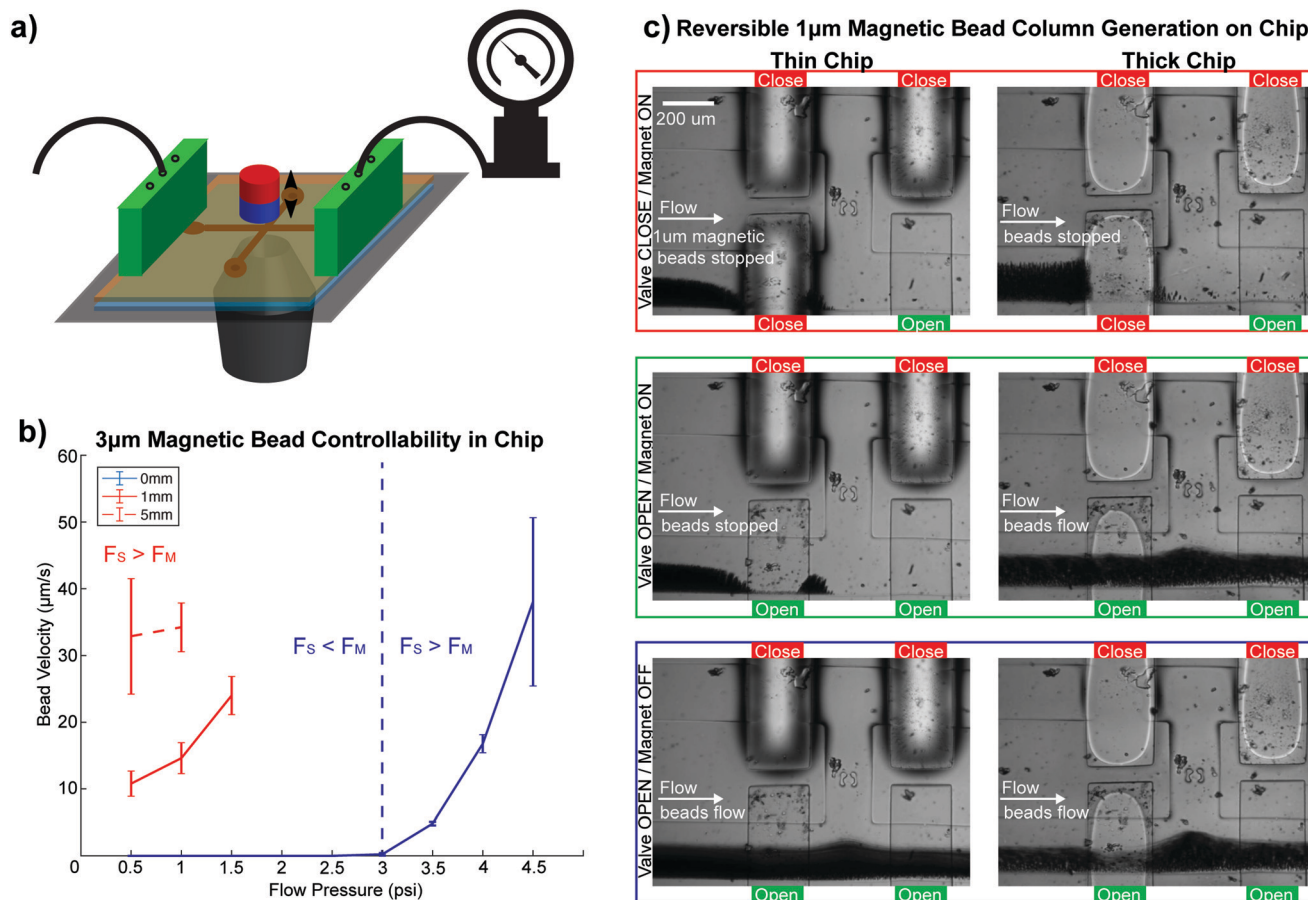 a)
b)
3µm Magnetic Bead Controllability in Chip
0mm
1mm
5mm
FS > FM
FS < FM
FS > FM
Bead Velocity (µm/s)
60
50
40
30
20
10
0
0.5
1
1.5
2
2.5
3
3.5
4
4.5
Flow Pressure (psi)
c) Reversible 1µm Magnetic Bead Column Generation on Chip
Thin Chip
Thick Chip
Valve CLOSE / Magnet ON
Close
Close
Close
Close
200 um
Flow
1um magnetic
beads stopped
Flow
beads stopped
Close
Open
Close
Open
Valve OPEN / Magnet ON
Close
Close
Close
Close
Flow
beads stopped
Flow
beads flow
Open
Open
Open
Open
Valve OPEN / Magnet OFF
Close
Close
Close
Close
Flow
beads flow
Flow
beads flow
Open
Open
Open
Open